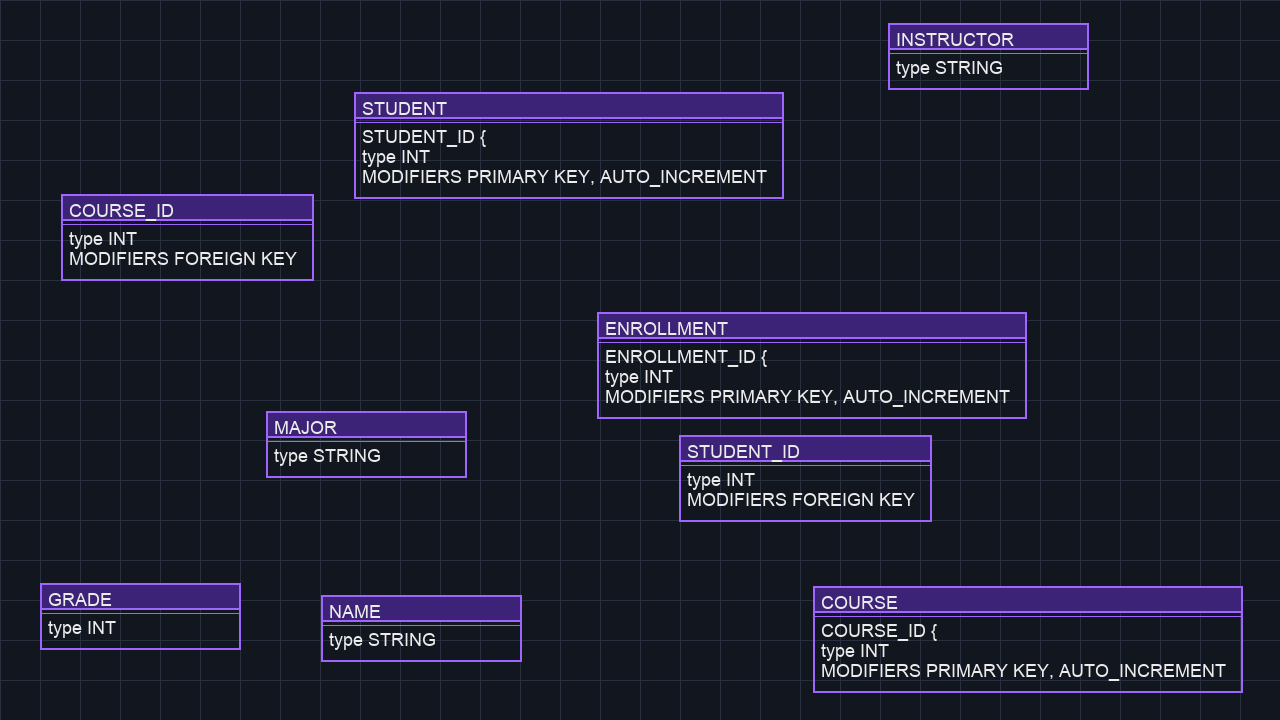 INSTRUCTOR
type STRING
STUDENT
STUDENT_ID {
type INT
MODIFIERS PRIMARY KEY, AUTO_INCREMENT
COURSE_ID
type INT
MODIFIERS FOREIGN KEY
ENROLLMENT
ENROLLMENT_ID {
type INT
MODIFIERS PRIMARY KEY, AUTO_INCREMENT
MAJOR
type STRING
STUDENT_ID
type INT
MODIFIERS FOREIGN KEY
GRADE
type INT
NAME
type STRING
COURSE
COURSE_ID {
type INT
MODIFIERS PRIMARY KEY, AUTO_INCREMENT